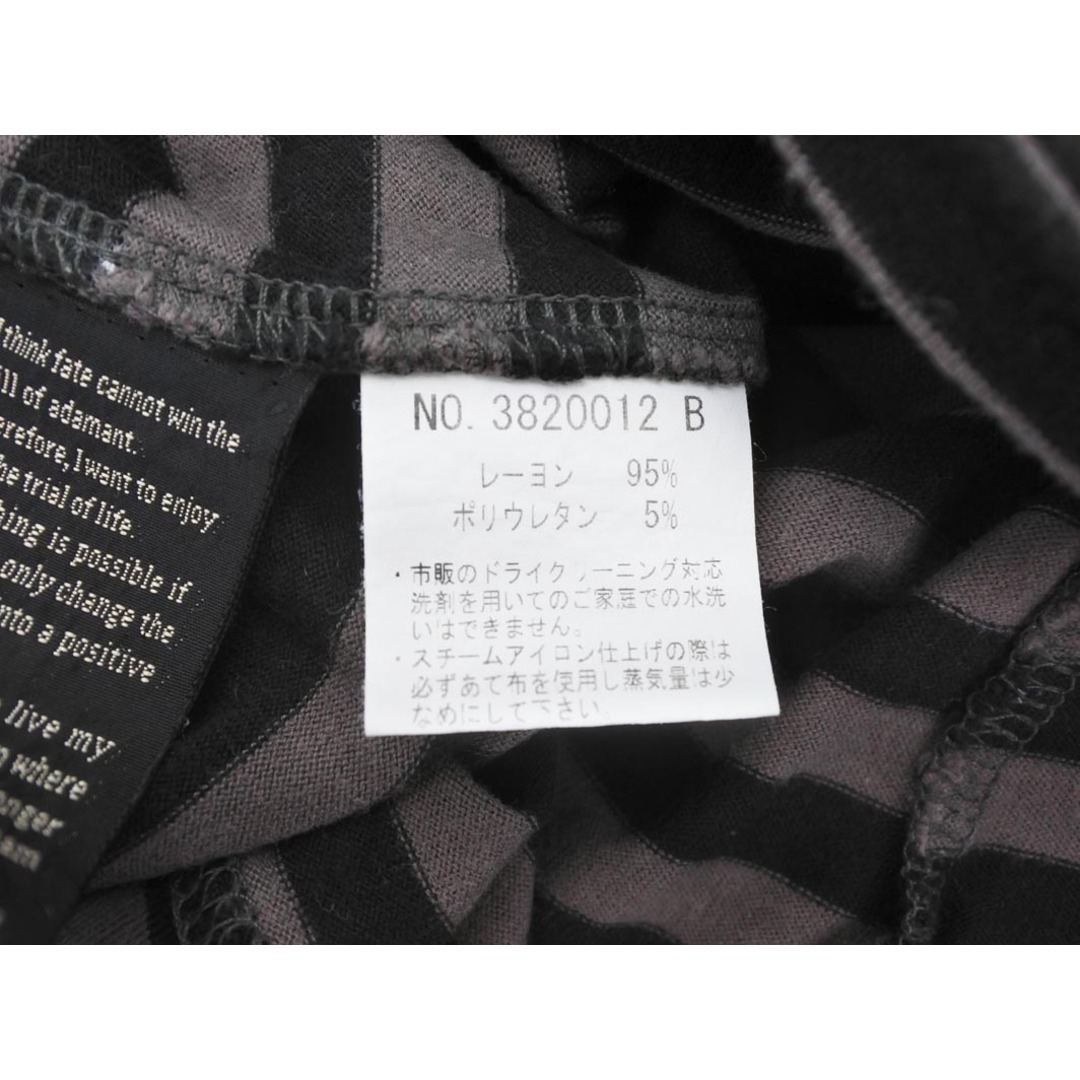 I think fate cannot win the
ll of adamant.
erefore, I want to enjoy
he trial of life.
hing is possible if
only change the
into a positive
live my
where
onger
am
NO. 3820012 B
レーヨン 95%
ポリウレタン 5%
・市販のドライクリーニング対応
洗剤を用いてのご家庭での水洗
いはできません。
・スチームアイロン仕上げの際は
必ずあて布を使用し蒸気量は少
なめにして下さい。